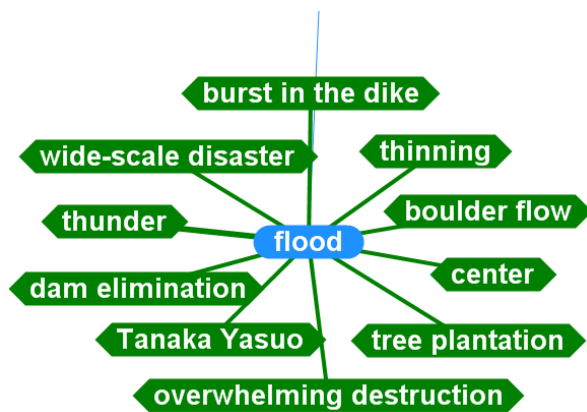 burst in the dike
wide-scale disaster
thinning
thunder
boulder flow
flood
dam elimination
center
Tanaka Yasuo
tree plantation
overwhelming destruction